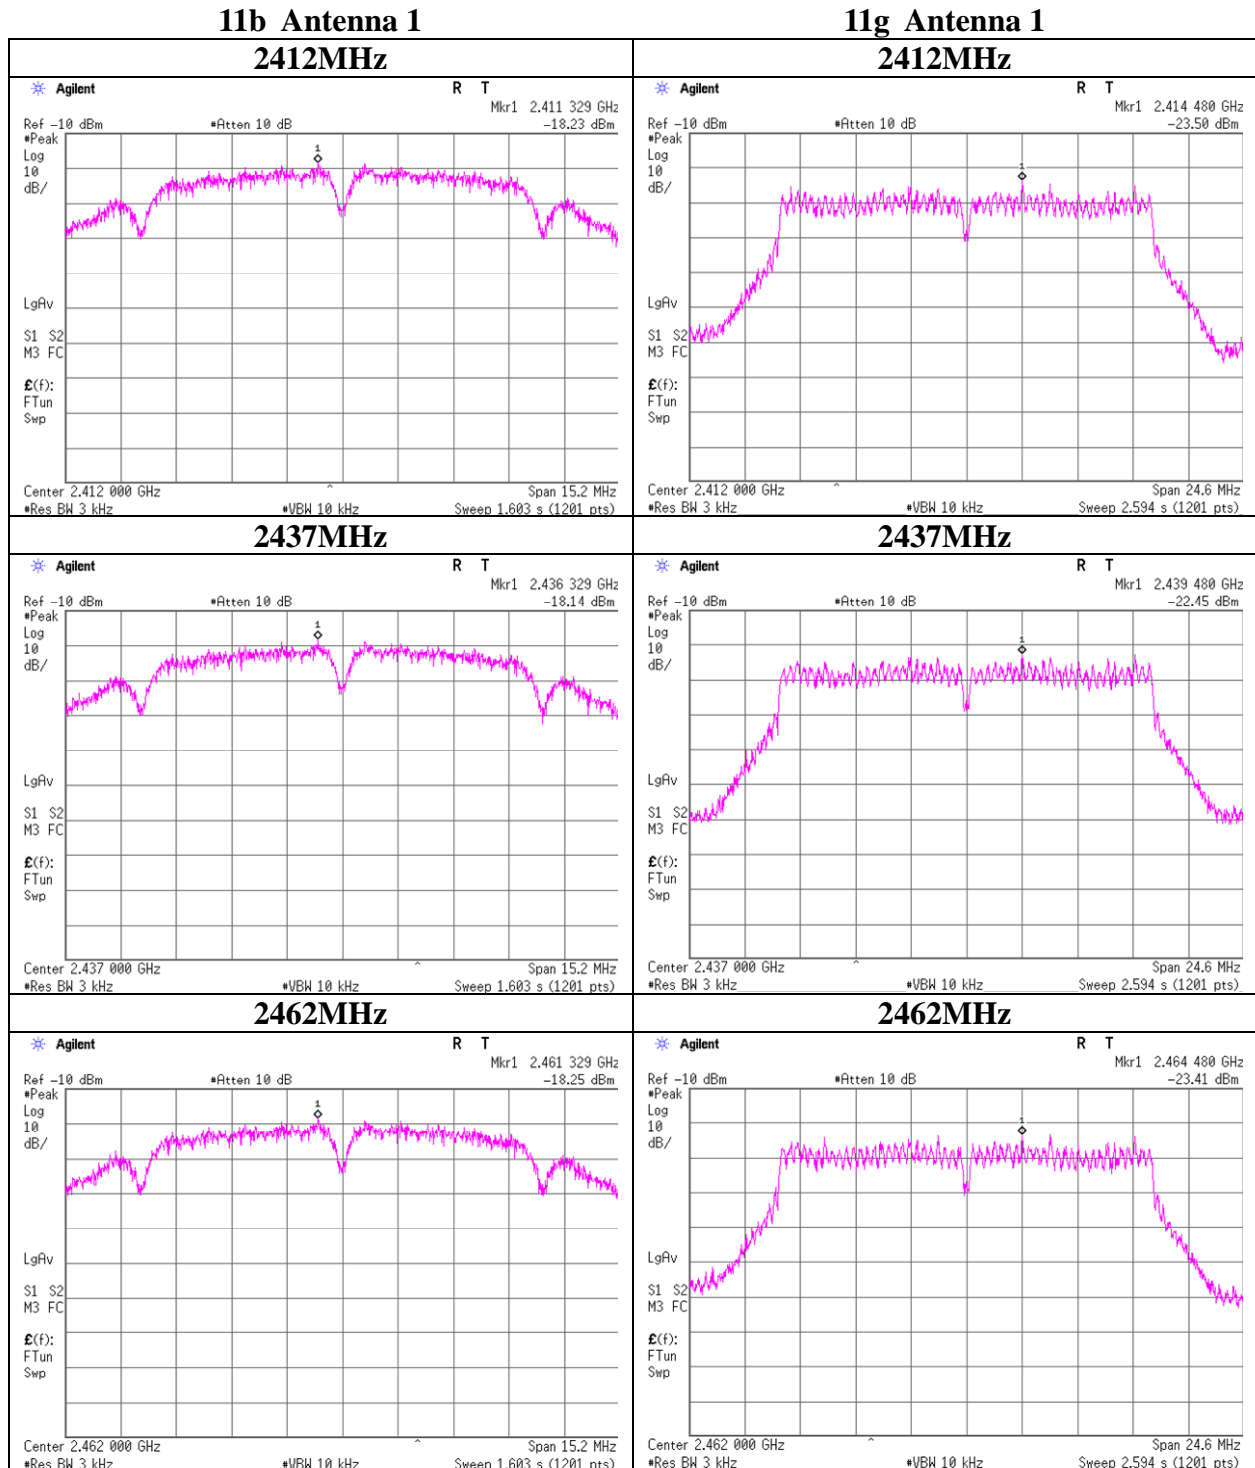 11b Antenna 1
11g Antenna 1
2412MHz
2412MHz
Agilent
R T
Mkr1 2.411 329 GHz
Ref -10 dBm
#Atten 10 dB
-18.23 dBm
#Peak
Log
10
dB/
1
LgAv
S1 S2
M3 FC
£(f):
FTun
Swp
Center 2.412 000 GHz
^
Span 15.2 MHz
#Res BW 3 kHz
#VBW 10 kHz
Sweep 1.603 s (1201 pts)
Agilent
R T
Mkr1 2.414 480 GHz
Ref -10 dBm
#Atten 10 dB
-23.50 dBm
#Peak
Log
10
dB/
1
LgAv
S1 S2
M3 FC
£(f):
FTun
Swp
Center 2.412 000 GHz
^
Span 24.6 MHz
#Res BW 3 kHz
#VBW 10 kHz
Sweep 2.594 s (1201 pts)
2437MHz
2437MHz
Agilent
R T
Mkr1 2.436 329 GHz
Ref -10 dBm
#Atten 10 dB
-18.14 dBm
#Peak
Log
10
dB/
1
LgAv
S1 S2
M3 FC
£(f):
FTun
Swp
Center 2.437 000 GHz
^
Span 15.2 MHz
#Res BW 3 kHz
#VBW 10 kHz
Sweep 1.603 s (1201 pts)
Agilent
R T
Mkr1 2.439 480 GHz
Ref -10 dBm
#Atten 10 dB
-22.45 dBm
#Peak
Log
10
dB/
1
LgAv
S1 S2
M3 FC
£(f):
FTun
Swp
Center 2.437 000 GHz
^
Span 24.6 MHz
#Res BW 3 kHz
#VBW 10 kHz
Sweep 2.594 s (1201 pts)
2462MHz
2462MHz
Agilent
R T
Mkr1 2.461 329 GHz
Ref -10 dBm
#Atten 10 dB
-18.25 dBm
#Peak
Log
10
dB/
1
LgAv
S1 S2
M3 FC
£(f):
FTun
Swp
Center 2.462 000 GHz
^
Span 15.2 MHz
#Res BW 3 kHz
#VBW 10 kHz
Sweep 1.603 s (1201 pts)
Agilent
R T
Mkr1 2.464 480 GHz
Ref -10 dBm
#Atten 10 dB
-23.41 dBm
#Peak
Log
10
dB/
1
LgAv
S1 S2
M3 FC
£(f):
FTun
Swp
Center 2.462 000 GHz
^
Span 24.6 MHz
#Res BW 3 kHz
#VBW 10 kHz
Sweep 2.594 s (1201 pts)